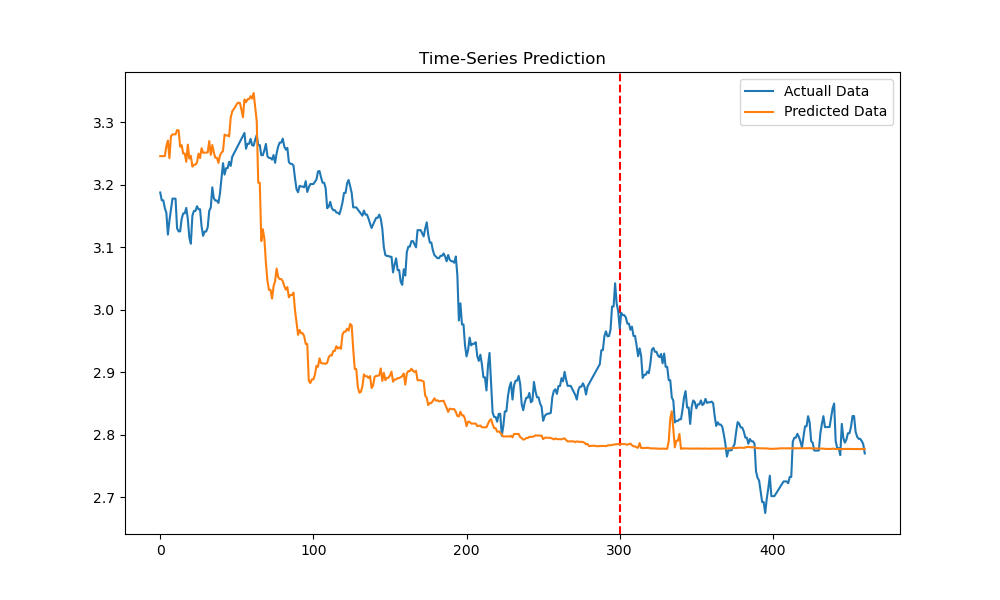 Time-Series Prediction
Actuall Data
Predicted Data
3.3
3.2
3.1
3.0
2.9
2.8
2.7
0 100 200 300 400